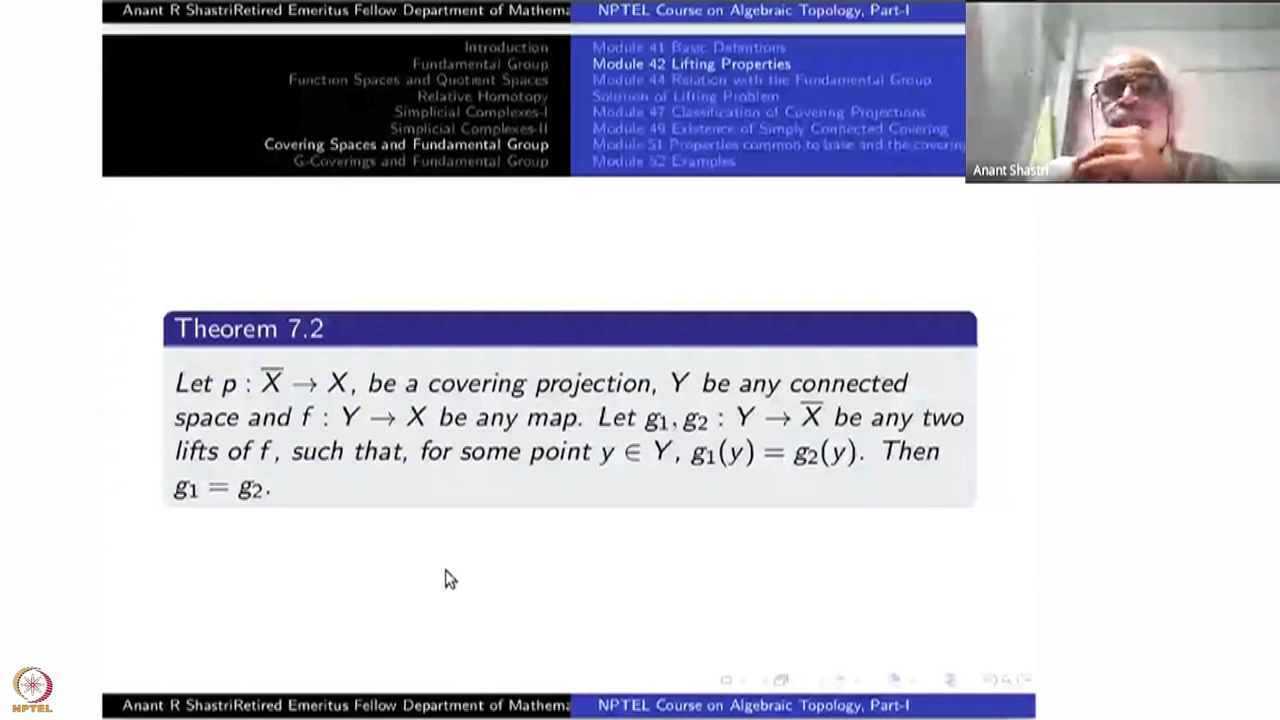 Anant R ShastriRetired Emeritus Fellow Department of Mathema
NPTEL Course on Algebraic Topology, Part-I
Introduction
Fundamental Group
Function Spaces and Quotient Spaces
Relative Homotopy
Simplicial Complexes-I
Simplicial Complexes-II
Covering Spaces and Fundamental Group
G-Coverings and Fundamental Group
Module 41 Basic Definitions
Module 42 Lifting Properties
Module 44 Relation with the Fundamental Group
Solution of Lifting Problem
Module 47 Classification of Covering Projections
Module 49 Existence of Simply Connected Covering
Module 51 Properties common to base and the covering
Module 52 Examples
Anant Shastri
Theorem 7.2
Let p : X̅ → X, be a covering projection, Y be any connected
space and f : Y → X be any map. Let g₁, g₂ : Y → X̅ be any two
lifts of f, such that, for some point y ∈ Y, g₁(y) = g₂(y). Then
g₁ = g₂.
NPTEL
Anant R ShastriRetired Emeritus Fellow Department of Mathema
NPTEL Course on Algebraic Topology, Part-I